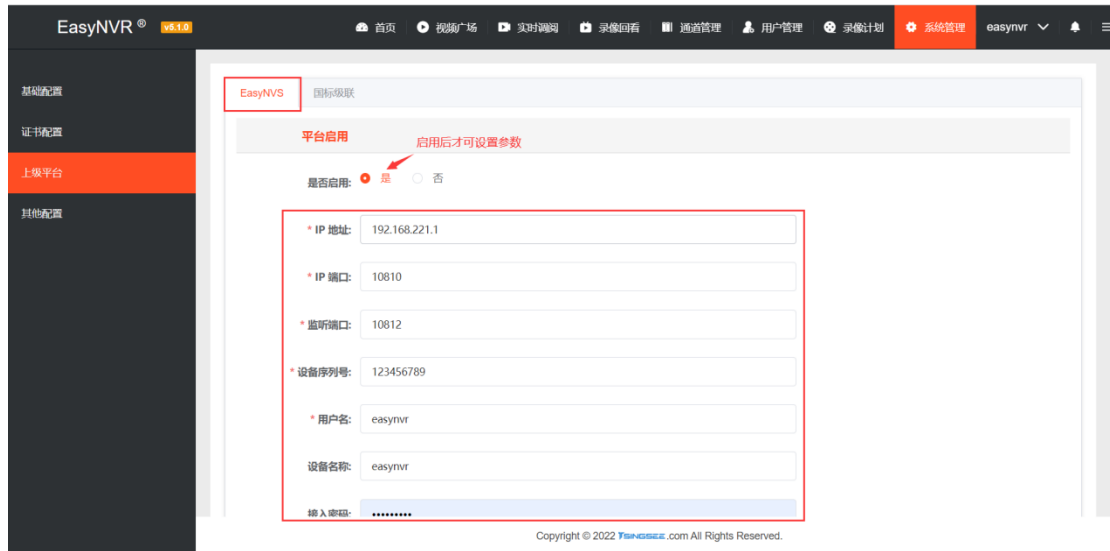 EasyNVR ® v5.1.0 首页 视频广场 实时调阅 录像回看 通道管理 用户管理 录像计划 系统管理 easynvr
基础配置
证书配置
上级平台
其他配置
EasyNVS 国标级联
平台启用
启用后才可设置参数
是否启用: 是 否
* IP 地址: 192.168.221.1
* IP 端口: 10810
* 监听端口: 10812
* 设备序列号: 123456789
* 用户名: easynvr
设备名称: easynvr
接入密码: •••••••••
Copyright © 2022 TSINGSEE .com All Rights Reserved.